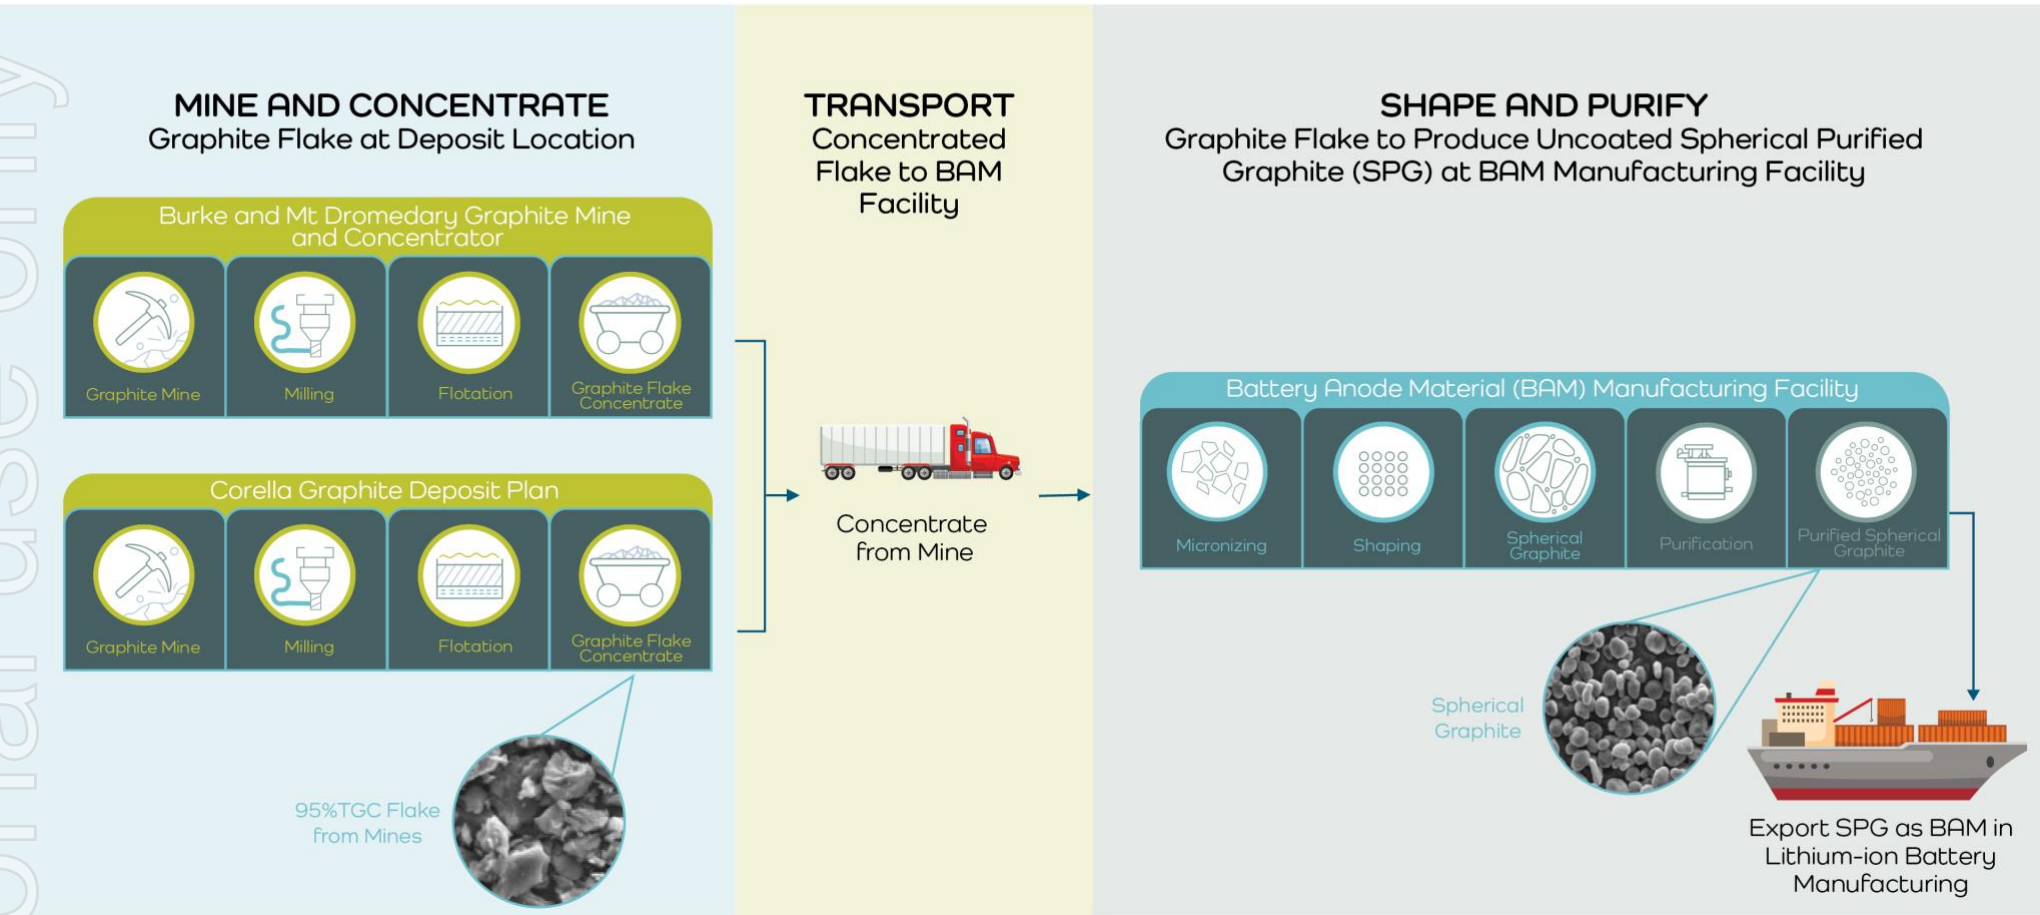 MINE AND CONCENTRATE
Graphite Flake at Deposit Location
Burke and Mt Dromedary Graphite Mine
and Concentrator
Graphite Mine
Milling
Flotation
Graphite Flake
Concentrate
Corella Graphite Deposit Plan
Graphite Mine
Milling
Flotation
Graphite Flake
Concentrate
95%TGC Flake
from Mines
TRANSPORT
Concentrated
Flake to BAM
Facility
Concentrate
from Mine
SHAPE AND PURIFY
Graphite Flake to Produce Uncoated Spherical Purified
Graphite (SPG) at BAM Manufacturing Facility
Battery Anode Material (BAM) Manufacturing Facility
Micronizing
Shaping
Spherical
Graphite
Purification
Purified Spherical
Graphite
Spherical
Graphite
Export SPG as BAM in
Lithium-ion Battery
Manufacturing